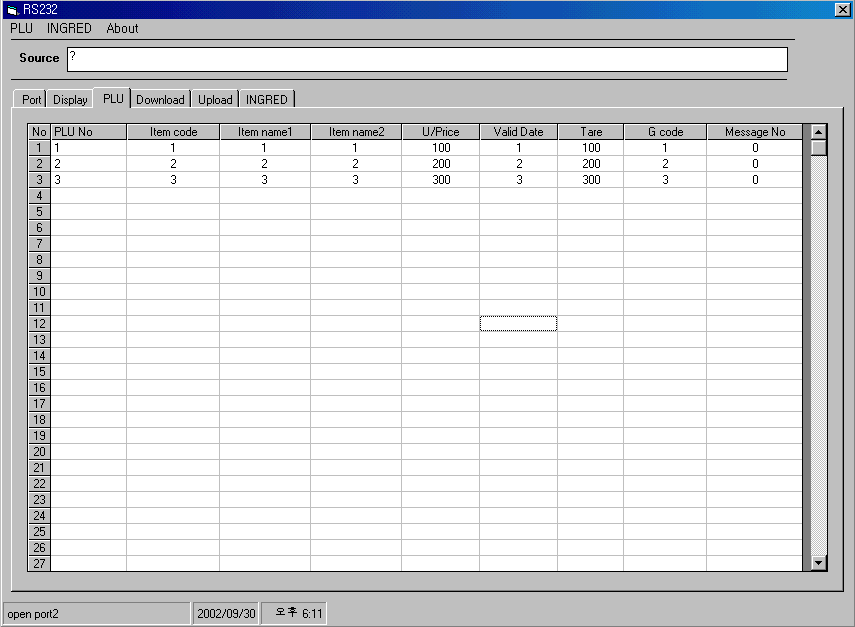 RS232
PLU INGRED About
Source ?
Port Display PLU Download Upload INGRED
No PLU No Item code Item name1 Item name2 U/Price Valid Date Tare G code Message No
1 1 1 1 1 100 1 100 1 0
2 2 2 2 2 200 2 200 2 0
3 3 3 3 3 300 3 300 3 0
4
5
6
7
8
9
10
11
12
13
14
15
16
17
18
19
20
21
22
23
24
25
26
27
open port2 2002/09/30 오후 6:11